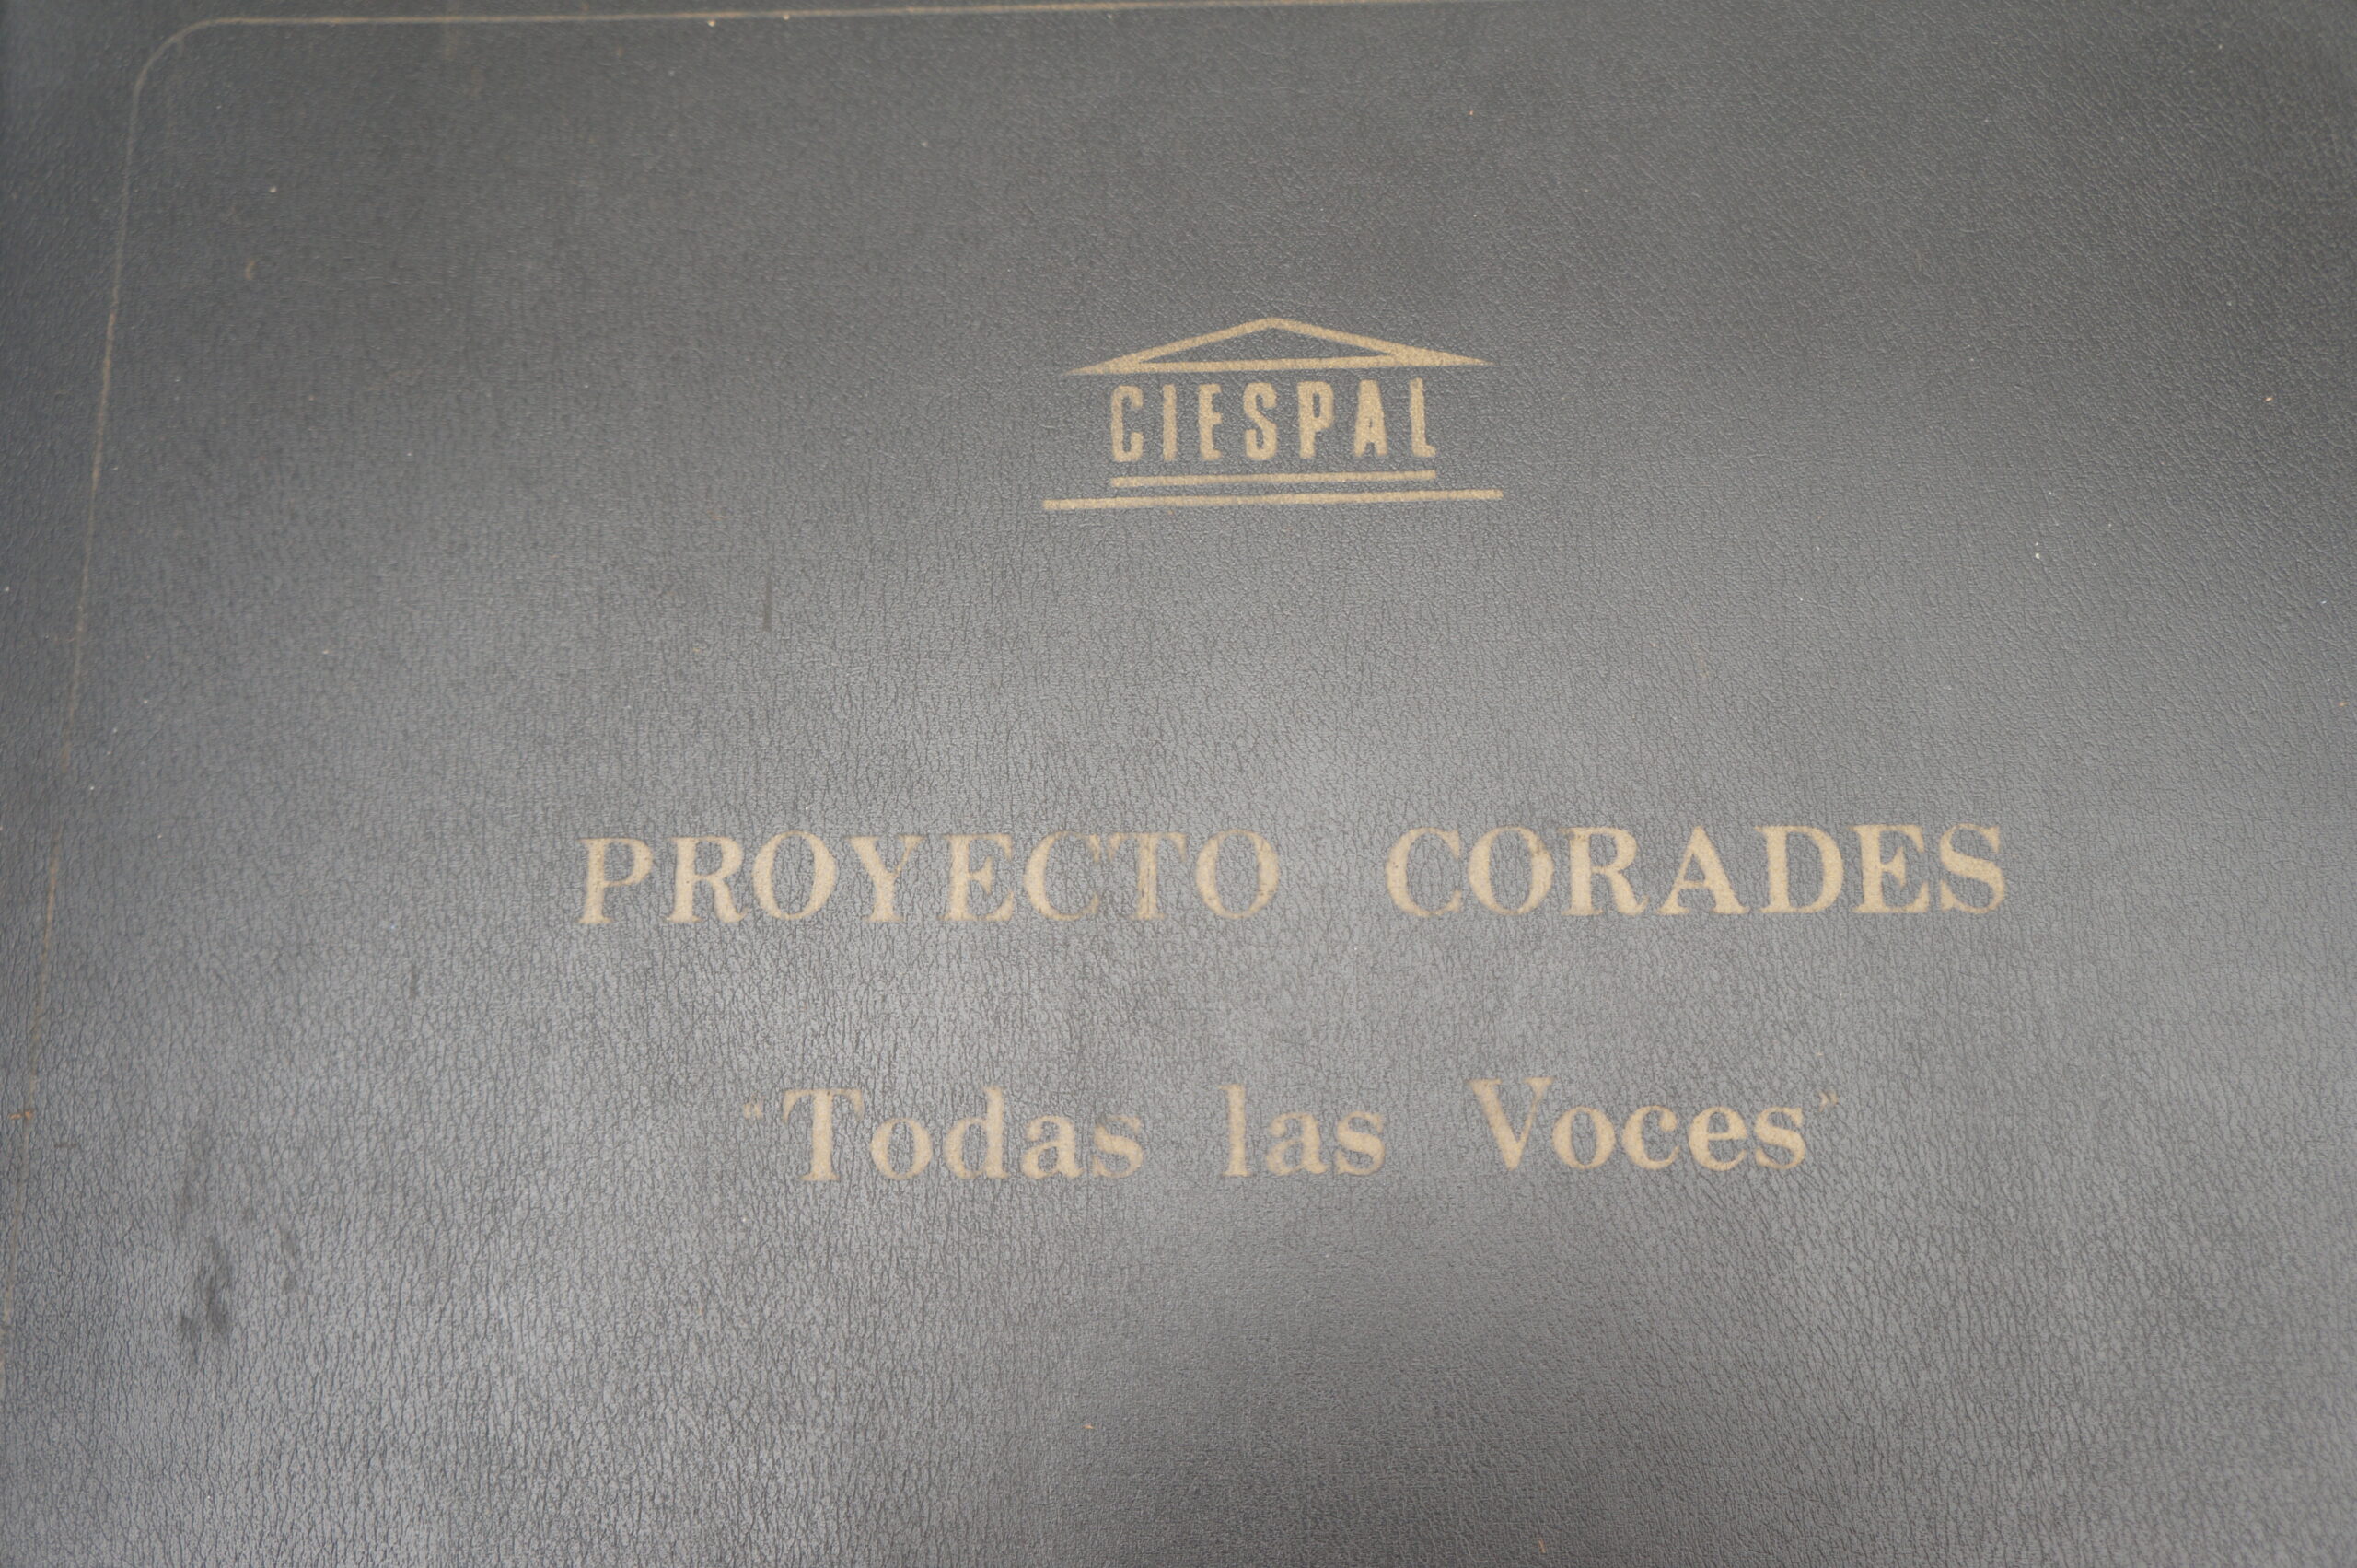 CIESPAL
PROYECTO CORADES
“Todas las Voces”